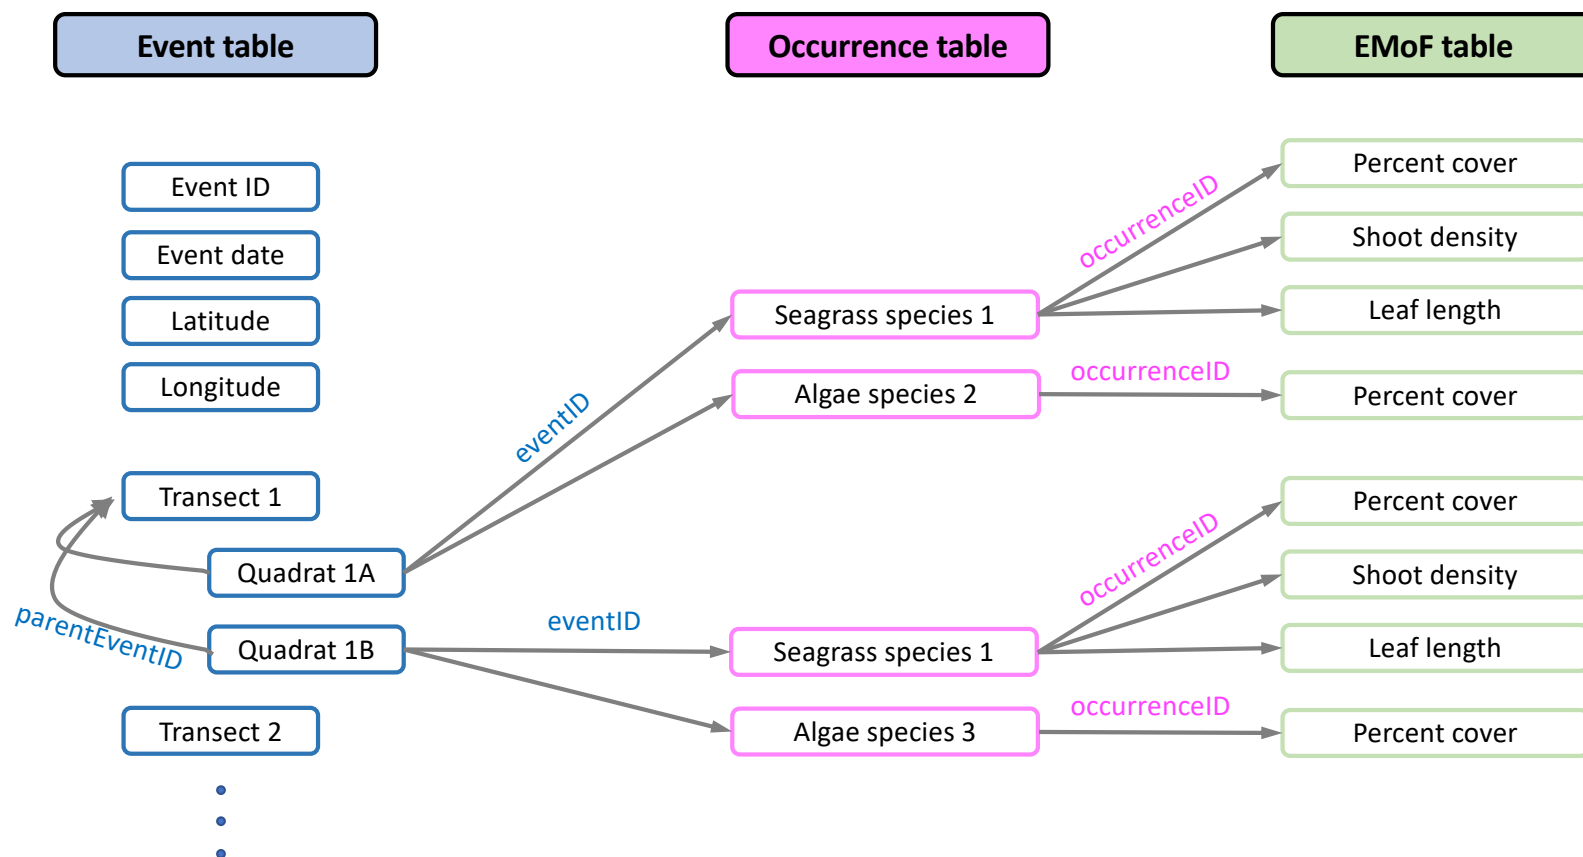 Event table
Occurrence table
EMoF table
Event ID
Event date
Latitude
Longitude
Transect 1
Quadrat 1A
Quadrat 1B
Transect 2
parentEventID
eventID
eventID
Seagrass species 1
Algae species 2
Seagrass species 1
Algae species 3
occurrenceID
occurrenceID
occurrenceID
occurrenceID
Percent cover
Shoot density
Leaf length
Percent cover
Percent cover
Shoot density
Leaf length
Percent cover